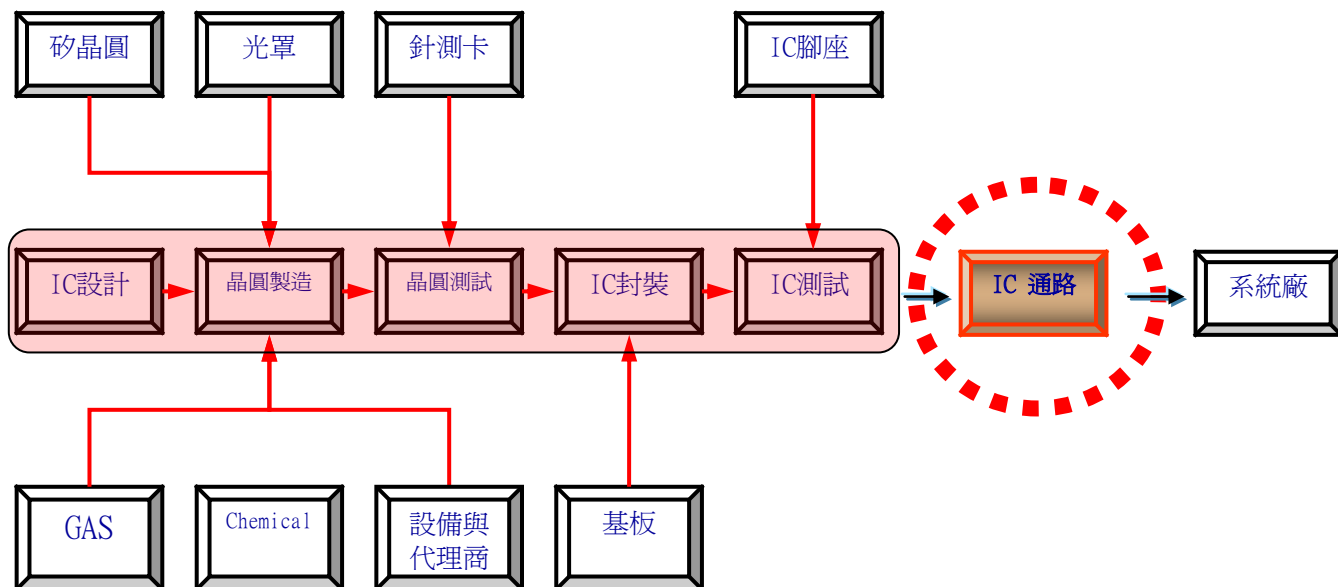 矽晶圓
光罩
針測卡
IC腳座
IC設計
晶圓製造
晶圓測試
IC封裝
IC測試
IC 通路
系統廠
GAS
Chemical
設備與
代理商
基板